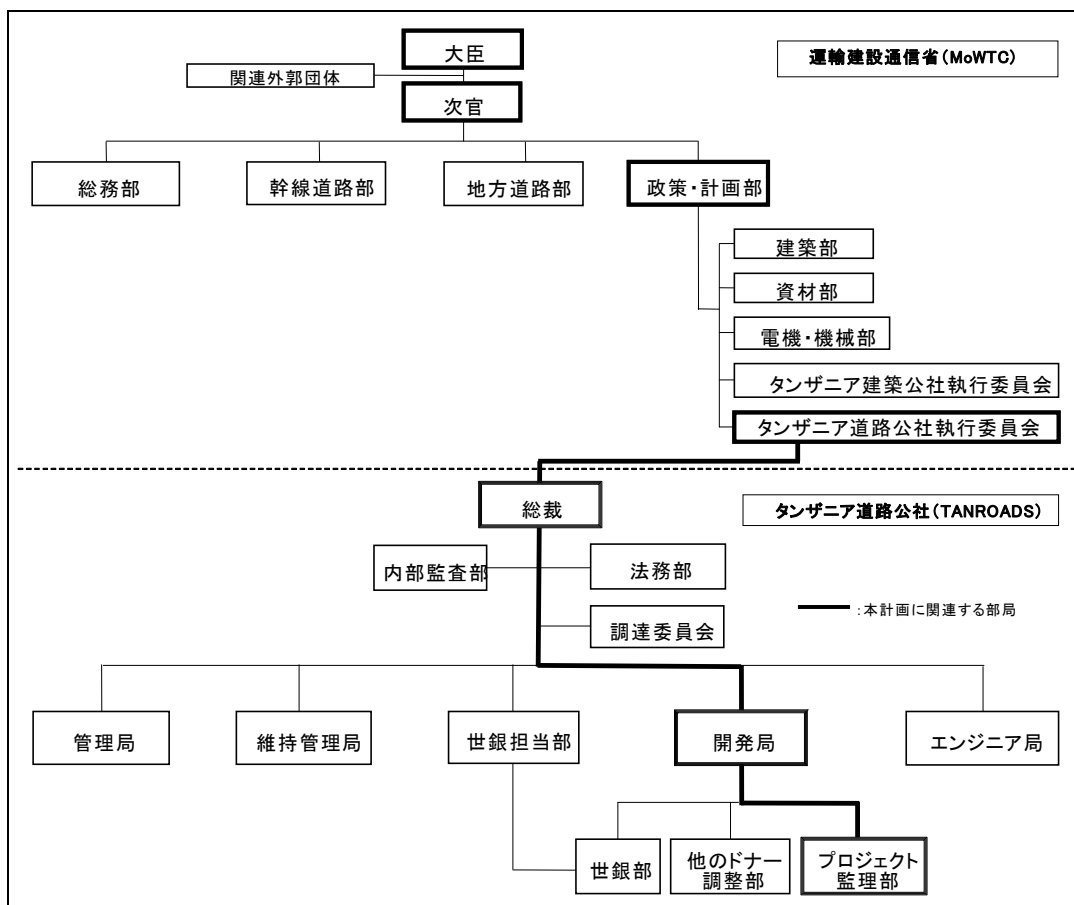 大臣
運輸建設通信省(MoWTC)
関連外郭団体
次官
総務部
幹線道路部
地方道路部
政策・計画部
建築部
資材部
電機・機械部
タンザニア建築公社執行委員会
タンザニア道路公社執行委員会
総裁
タンザニア道路公社(TANROADS)
内部監査部
法務部
:本計画に関連する部局
調達委員会
管理局
維持管理局
世銀担当部
開発局
エンジニア局
世銀部
他のドナー
調整部
プロジェクト
監理部